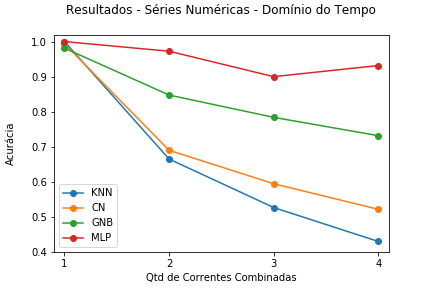 Resultados - Séries Numéricas - Domínio do Tempo
1.0
0.9
0.8
0.7
0.6
0.5
0.4
Acurácia
KNN
CN
GNB
MLP
1 2 3 4
Qtd de Correntes Combinadas